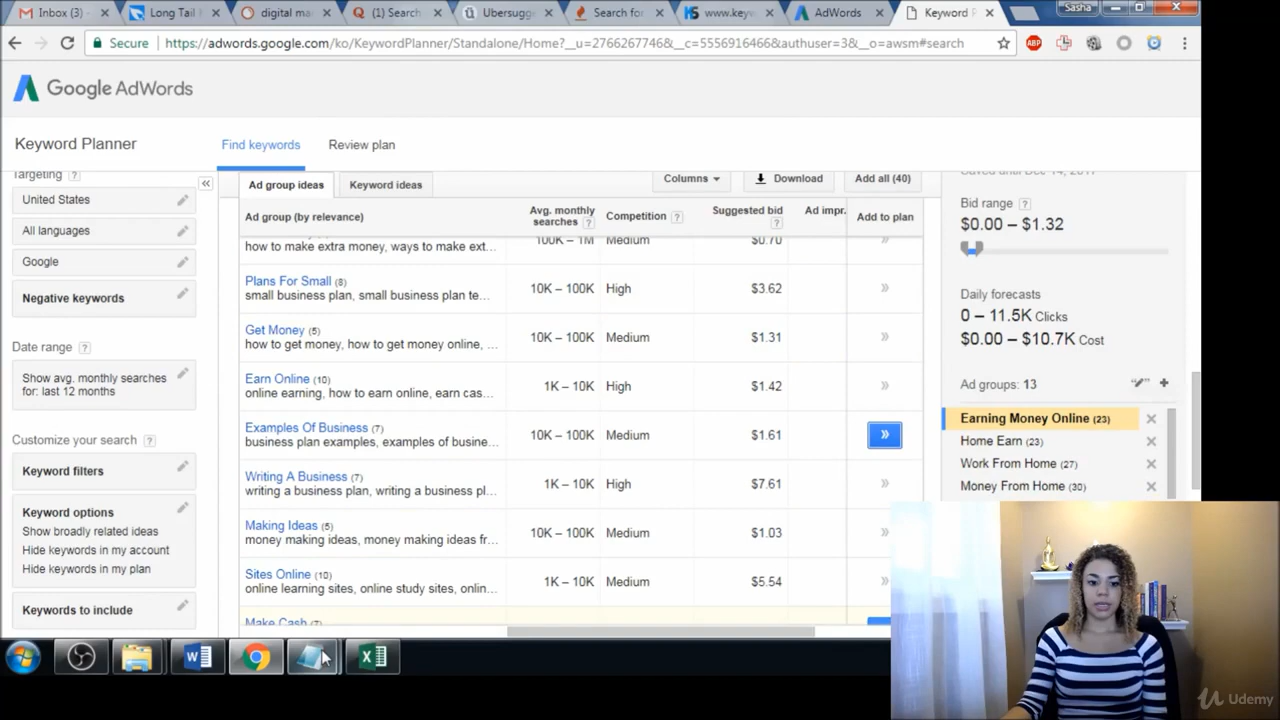 Inbox (3) -
Long Tail
digital ma
(1) Search
Ubersugg
Search for
www.key
AdWords
Keyword P
Sasha
Secure
https://adwords.google.com/ko/KeywordPlanner/Standalone/Home?__u=2766267746&__c=5556916466&authuser=3&__o=awsm#search
ABP
Google AdWords
Keyword Planner
Find keywords
Review plan
Targeting ?
United States
All languages
Google
Negative keywords
Date range ?
Show avg. monthly searches
for: last 12 months
Customize your search ?
Keyword filters
Keyword options
Show broadly related ideas
Hide keywords in my account
Hide keywords in my plan
Keywords to include
«
Ad group ideas
Keyword ideas
Columns
Download
Add all (40)
Ad group (by relevance)
Avg. monthly
searches ?
Competition ?
Suggested bid
?
Ad impr.
Add to plan
how to make extra money, ways to make ext... 100K – 1M Medium $0.70 »
Plans For Small (8)
small business plan, small business plan te... 10K – 100K High $3.62 »
Get Money (5)
how to get money, how to get money online, ... 10K – 100K Medium $1.31 »
Earn Online (10)
online earning, how to earn online, earn cas... 1K – 10K High $1.42 »
Examples Of Business (7)
business plan examples, examples of busine... 10K – 100K Medium $1.61 »
Writing A Business (7)
writing a business plan, writing a business pl... 1K – 10K High $7.61 »
Making Ideas (5)
money making ideas, money making ideas fr... 10K – 100K Medium $1.03 »
Sites Online (10)
online learning sites, online study sites, onlin... 1K – 10K Medium $5.54 »
Make Cash (7)
Saved until Dec 14, 2017
Bid range ?
$0.00 – $1.32
Daily forecasts
0 – 11.5K Clicks
$0.00 – $10.7K Cost
Ad groups: 13
Earning Money Online (23)
Home Earn (23)
Work From Home (27)
Money From Home (30)
Udemy